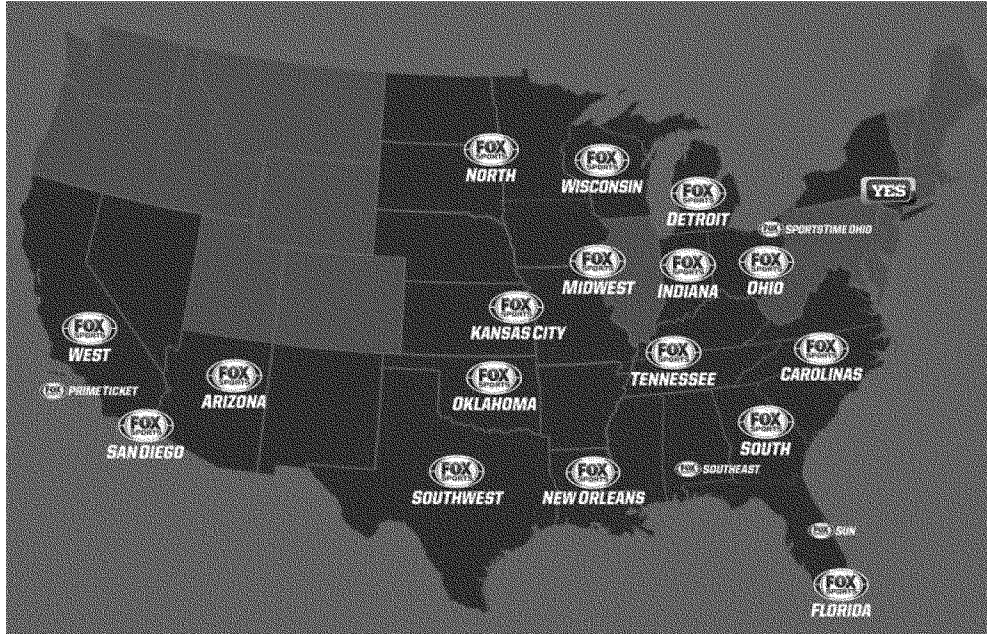 FOX
SPORTS
NORTH
FOX
SPORTS
WISCONSIN
FOX
SPORTS
DETROIT
YES
FOX SPORTSTIME OHIO
FOX
SPORTS
MIDWEST
FOX
SPORTS
INDIANA
FOX
SPORTS
OHIO
FOX
SPORTS
KANSAS CITY
FOX
SPORTS
WEST
FOX
SPORTS
TENNESSEE
FOX
SPORTS
CAROLINAS
FOX PRIME TICKET
FOX
SPORTS
ARIZONA
FOX
SPORTS
OKLAHOMA
FOX
SPORTS
SAN DIEGO
FOX
SPORTS
SOUTH
FOX
SPORTS
SOUTHWEST
FOX
SPORTS
NEW ORLEANS
FOX SOUTHEAST
FOX SUN
FOX
SPORTS
FLORIDA